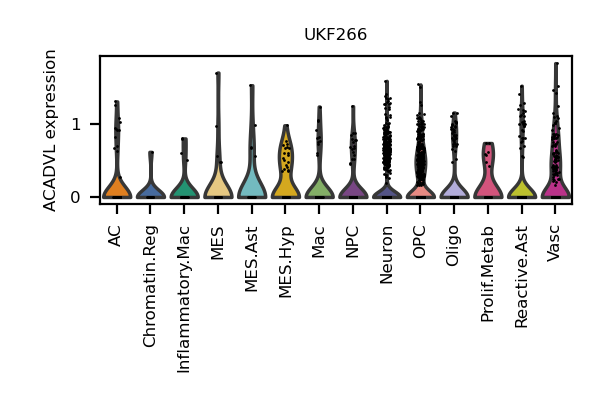 UKF266
ACADVL expression
1
0
AC
Chromatin.Reg
Inflammatory.Mac
MES
MES.Ast
MES.Hyp
Mac
NPC
Neuron
OPC
Oligo
Prolif.Metab
Reactive.Ast
Vasc